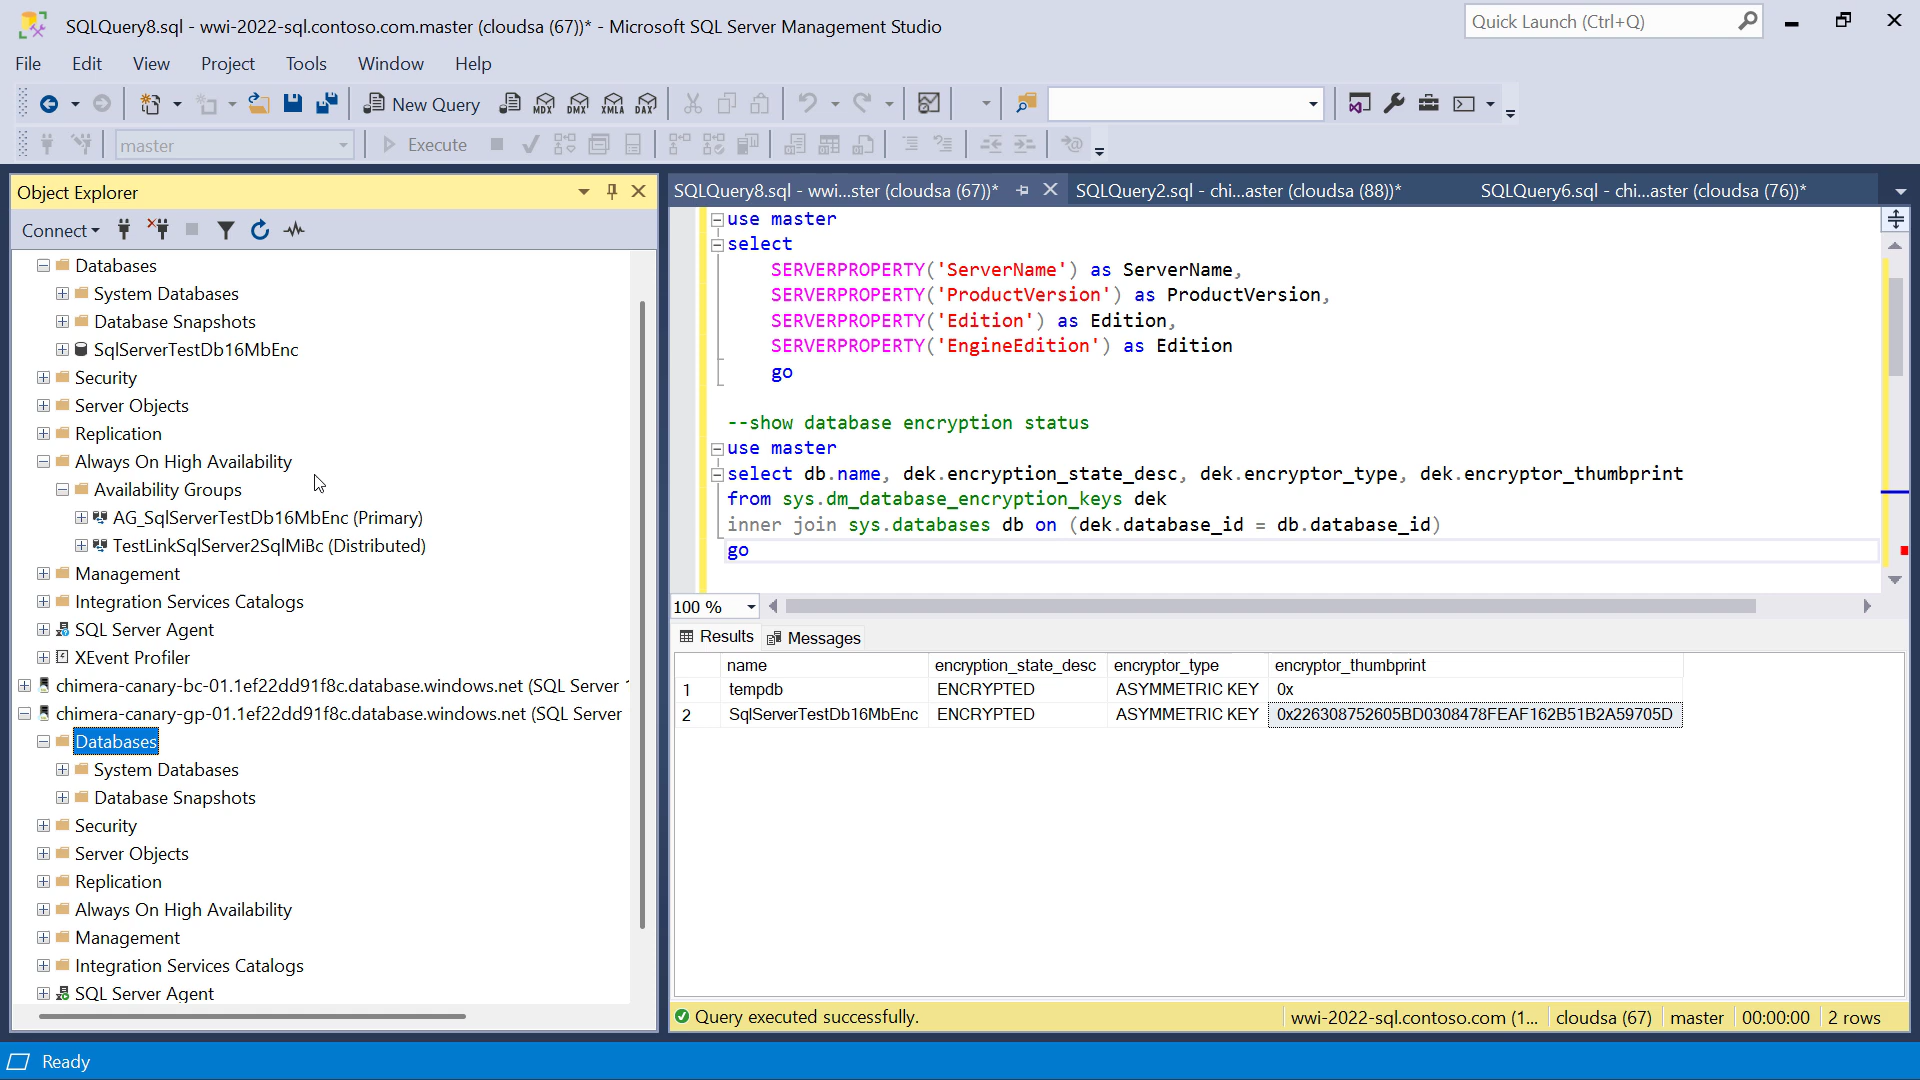 SQLQuery8.sql - wwi-2022-sql.contoso.com.master (cloudsa (67))* - Microsoft SQL Server Management Studio
Quick Launch (Ctrl+Q)
File Edit View Project Tools Window Help
New Query MDX DMX XMLA DAX
master Execute
Object Explorer
Connect
Databases
System Databases
Database Snapshots
SqlServerTestDb16MbEnc
Security
Server Objects
Replication
Always On High Availability
Availability Groups
AG_SqlServerTestDb16MbEnc (Primary)
TestLinkSqlServer2SqlMiBc (Distributed)
Management
Integration Services Catalogs
SQL Server Agent
XEvent Profiler
chimera-canary-bc-01.1ef22dd91f8c.database.windows.net (SQL Server
chimera-canary-gp-01.1ef22dd91f8c.database.windows.net (SQL Server
Databases
System Databases
Database Snapshots
Security
Server Objects
Replication
Always On High Availability
Management
Integration Services Catalogs
SQL Server Agent
SQLQuery8.sql - wwi...ster (cloudsa (67))* SQLQuery2.sql - chi...aster (cloudsa (88))* SQLQuery6.sql - chi...aster (cloudsa (76))*
use master
select
SERVERPROPERTY('ServerName') as ServerName,
SERVERPROPERTY('ProductVersion') as ProductVersion,
SERVERPROPERTY('Edition') as Edition,
SERVERPROPERTY('EngineEdition') as Edition
go
--show database encryption status
use master
select db.name, dek.encryption_state_desc, dek.encryptor_type, dek.encryptor_thumbprint
from sys.dm_database_encryption_keys dek
inner join sys.databases db on (dek.database_id = db.database_id)
go
100 %
Results Messages
name encryption_state_desc encryptor_type encryptor_thumbprint
1 tempdb ENCRYPTED ASYMMETRIC KEY 0x
2 SqlServerTestDb16MbEnc ENCRYPTED ASYMMETRIC KEY 0x226308752605BD0308478FEAF162B51B2A59705D
Query executed successfully. wwi-2022-sql.contoso.com (1... cloudsa (67) master 00:00:00 2 rows
Ready